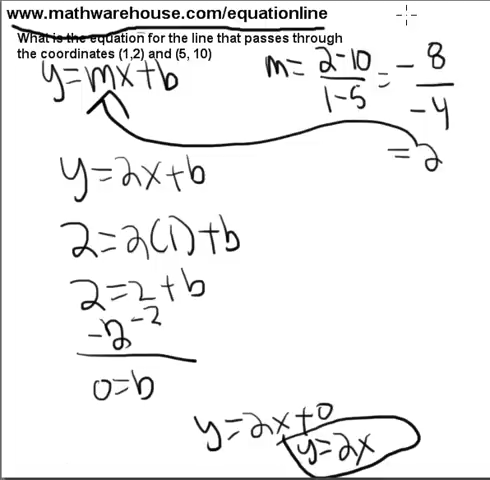 www.mathwarehouse.com/equationline
What is the equation for the line that passes through
the coordinates (1,2) and (5, 10)
y=mx+b
m= 2-10/1-5 = -8/-4
= 2
y=2x+b
2=2(1)+b
2=2+b
-2 -2
0=b
y=2x+0
y=2x